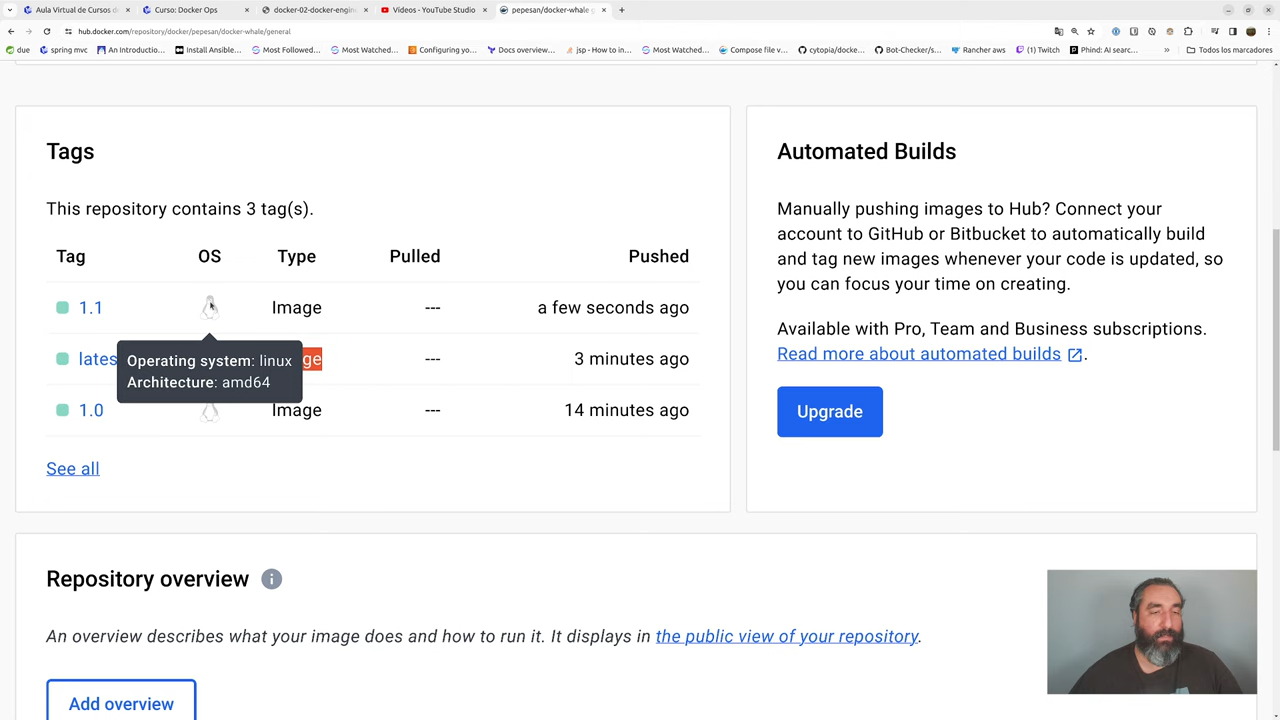 Aula Virtual de Cursos d
Curso: Docker Ops
docker-02-docker-engin
Vídeos - YouTube Studio
pepesan/docker-whale g
hub.docker.com/repository/docker/pepesan/docker-whale/general
due
spring mvc
An Introductio...
Install Ansible...
Most Followed...
Most Watched...
Configuring yo...
Docs overview...
jsp - How to in...
Most Watched...
Compose file v...
cytopia/docke...
Bot-Checker/s...
Rancher aws
(1) Twitch
Phind: AI searc...
»
Todos los marcadores
Tags
This repository contains 3 tag(s).
Tag OS Type Pulled Pushed
1.1 Image --- a few seconds ago
lates ge --- 3 minutes ago
Operating system: linux
Architecture: amd64
1.0 Image --- 14 minutes ago
See all
Automated Builds
Manually pushing images to Hub? Connect your
account to GitHub or Bitbucket to automatically build
and tag new images whenever your code is updated, so
you can focus your time on creating.
Available with Pro, Team and Business subscriptions.
Read more about automated builds.
Upgrade
Repository overview
An overview describes what your image does and how to run it. It displays in the public view of your repository.
Add overview